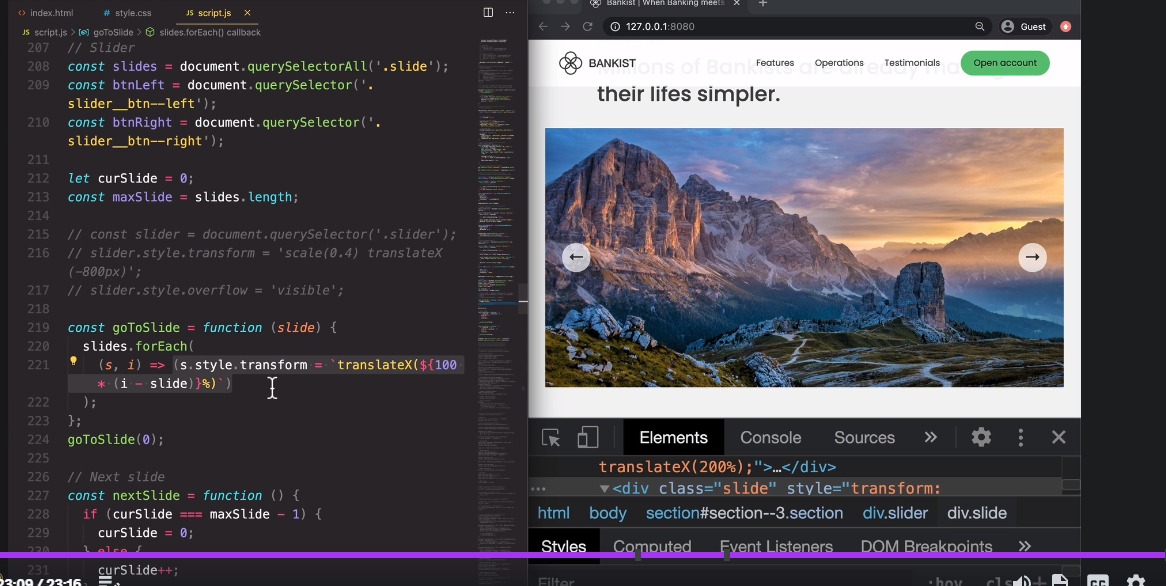 index.html
style.css
script.js
script.js > goToSlide > slides.forEach() callback
207 // Slider
208 const slides = document.querySelectorAll('.slide');
209 const btnLeft = document.querySelector('.
slider__btn--left');
210 const btnRight = document.querySelector('.
slider__btn--right');
211
212 let curSlide = 0;
213 const maxSlide = slides.length;
214
215 // const slider = document.querySelector('.slider');
216 // slider.style.transform = 'scale(0.4) translateX
(-800px)';
217 // slider.style.overflow = 'visible';
218
219 const goToSlide = function (slide) {
220 slides.forEach(
221 (s, i) => (s.style.transform = `translateX(${100
* (i - slide)}%)`)
222 );
223 };
224 goToSlide(0);
225
226 // Next slide
227 const nextSlide = function () {
228 if (curSlide === maxSlide - 1) {
229 curSlide = 0;
230 } else {
231 curSlide++;
23:09 / 23:16
Bankist | When Banking meets
127.0.0.1:8080
Guest
BANKIST
Features
Operations
Testimonials
Open account
Millions of Bankists are already making
their lifes simpler.
Elements
Console
Sources
translateX(200%);">…</div>
<div class="slide" style="transform:
html body section#section--3.section div.slider div.slide
Styles
Computed
Event Listeners
DOM Breakpoints
Filter
:hov
.cls
CC